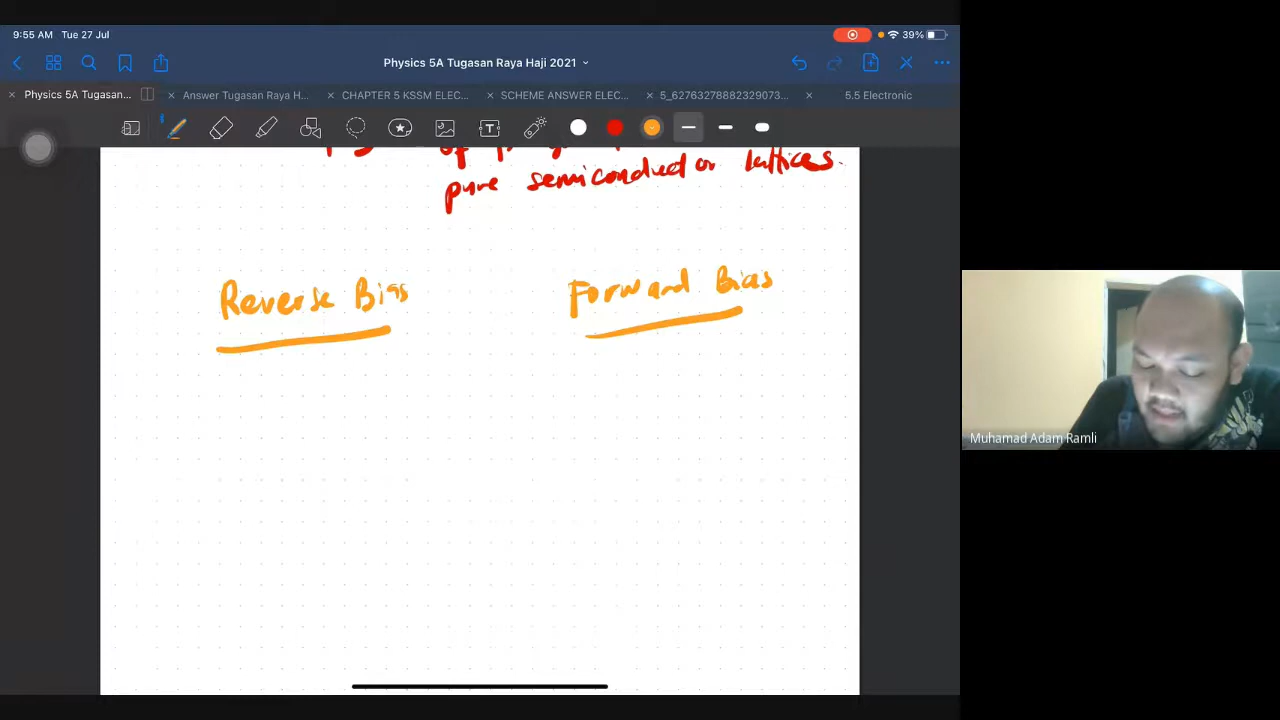 9:55 AM Tue 27 Jul
39%
Physics 5A Tugasan Raya Haji 2021
Physics 5A Tugasan...
Answer Tugasan Raya H...
CHAPTER 5 KSSM ELEC...
SCHEME ANSWER ELEC...
5_62763278882329073...
5.5 Electronic
of
pure semiconductor lattices.
Reverse Bias
Forward Bias
Muhamad Adam Ramli